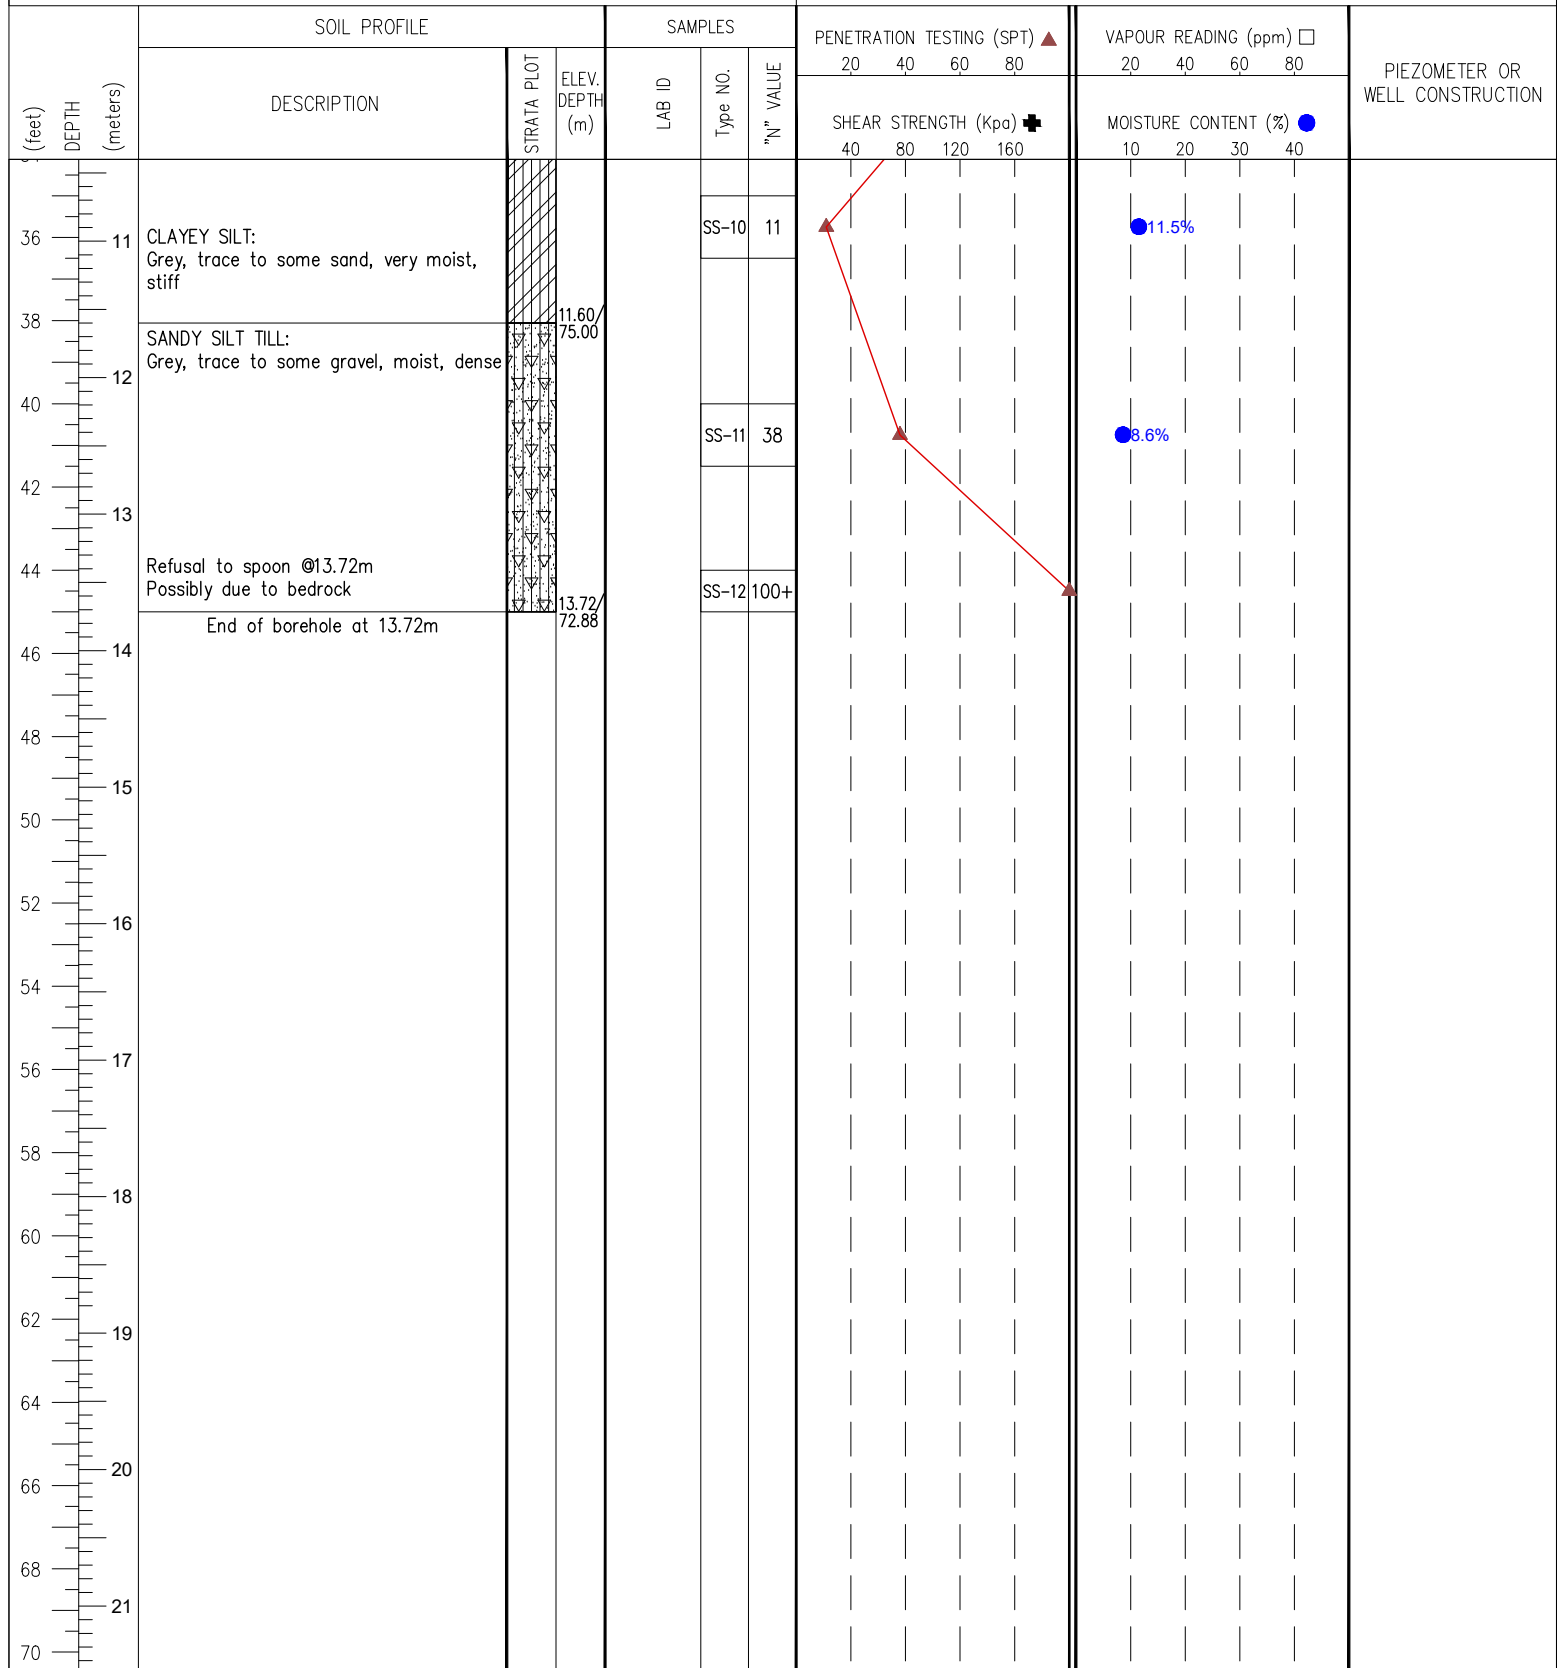 SOIL PROFILE
SAMPLES
PENETRATION TESTING (SPT)
20 40 60 80
SHEAR STRENGTH (Kpa)
40 80 120 160
VAPOUR READING (ppm)
20 40 60 80
MOISTURE CONTENT (%)
10 20 30 40
PIEZOMETER OR
WELL CONSTRUCTION
(feet)
DEPTH
(meters)
DESCRIPTION
STRATA PLOT
ELEV.
DEPTH
(m)
LAB ID
Type NO.
"N" VALUE
SS-10 11
11.5%
36
11
CLAYEY SILT:
Grey, trace to some sand, very moist,
stiff
11.60/
75.00
38
SANDY SILT TILL:
Grey, trace to some gravel, moist, dense
12
40
SS-11 38
8.6%
42
13
44
Refusal to spoon @13.72m
Possibly due to bedrock
SS-12 100+
13.72/
72.88
End of borehole at 13.72m
46
14
48
15
50
52
16
54
17
56
58
18
60
62
19
64
20
66
68
21
70